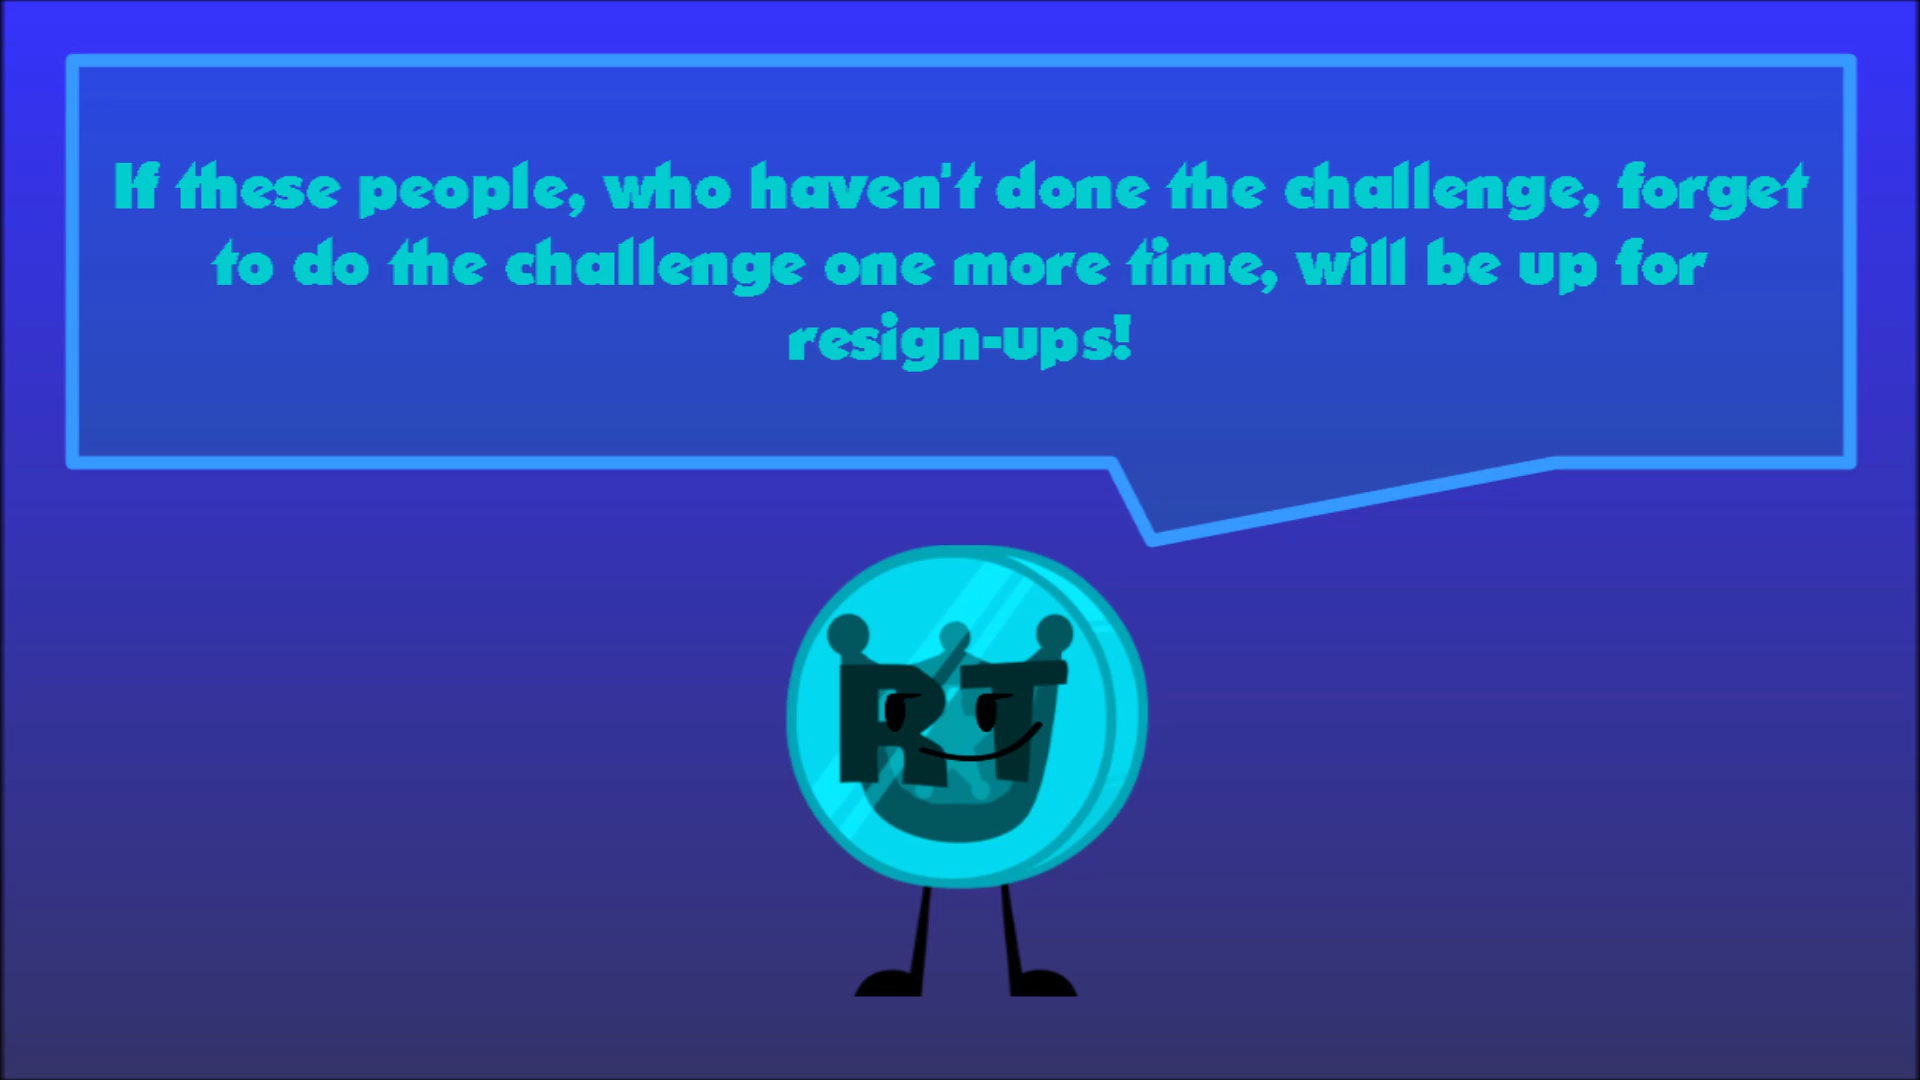 If these people, who haven't done the challenge, forget
to do the challenge one more time, will be up for
resign-ups!
RT